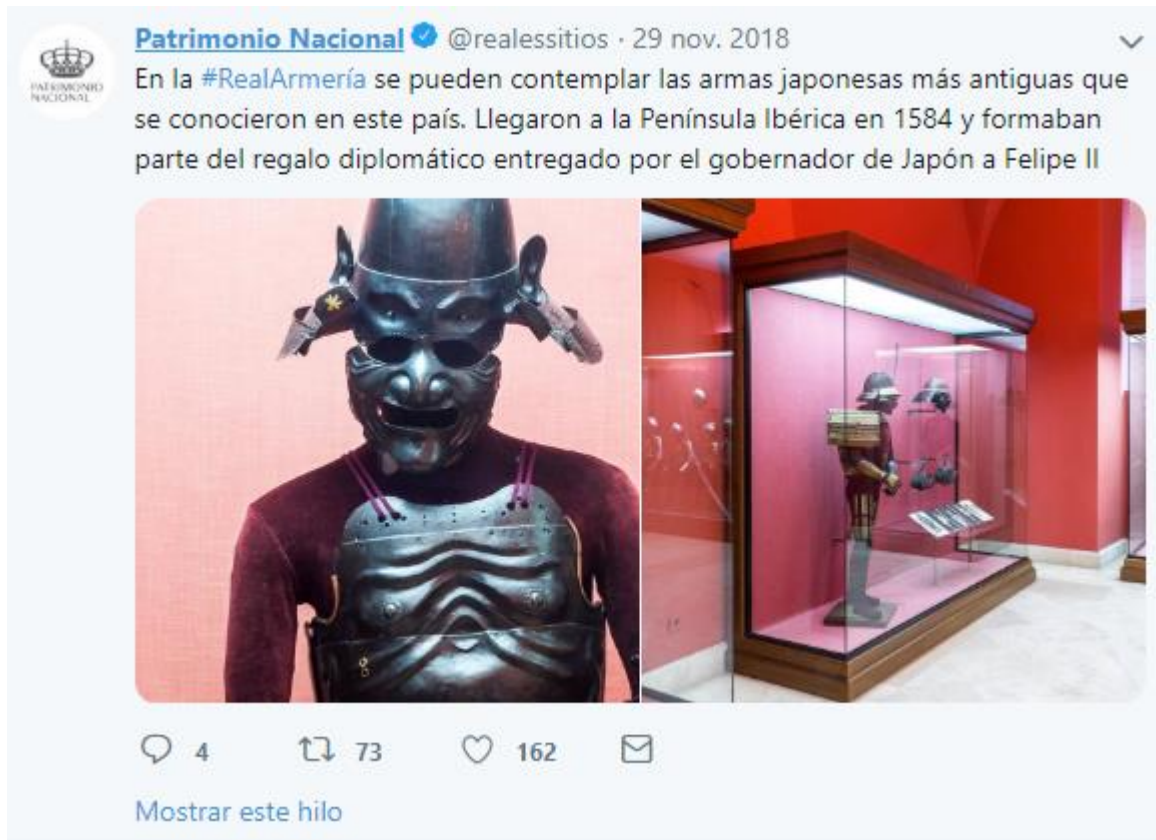 Patrimonio Nacional @realessitios · 29 nov. 2018
En la #RealArmería se pueden contemplar las armas japonesas más antiguas que
se conocieron en este país. Llegaron a la Península Ibérica en 1584 y formaban
parte del regalo diplomático entregado por el gobernador de Japón a Felipe II
PATRIMONIO
NACIONAL
4 73 162
Mostrar este hilo